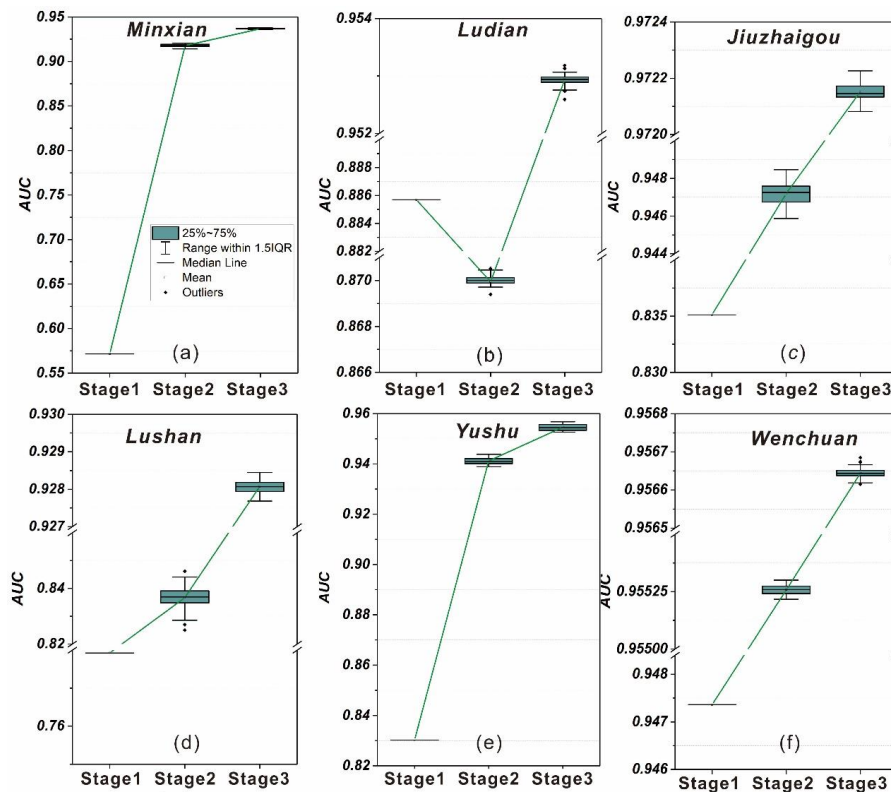 Minxian
AUC
0.95
0.90
0.85
0.80
0.75
0.70
0.65
0.60
0.55
25%~75%
Range within 1.5IQR
Median Line
Mean
Outliers
(a)
Stage1 Stage2 Stage3
Ludian
AUC
0.954
0.952
0.888
0.886
0.884
0.882
0.870
0.868
0.866
(b)
Stage1 Stage2 Stage3
Jiuzhaigou
AUC
0.9724
0.9722
0.9720
0.948
0.946
0.944
0.835
0.830
(c)
Stage1 Stage2 Stage3
Lushan
AUC
0.930
0.928
0.927
0.84
0.82
0.76
(d)
Stage1 Stage2 Stage3
Yushu
AUC
0.96
0.94
0.92
0.90
0.88
0.86
0.83
0.82
(e)
Stage1 Stage2 Stage3
Wenchuan
AUC
0.9568
0.9566
0.9565
0.95525
0.95500
0.948
0.947
0.946
(f)
Stage1 Stage2 Stage3